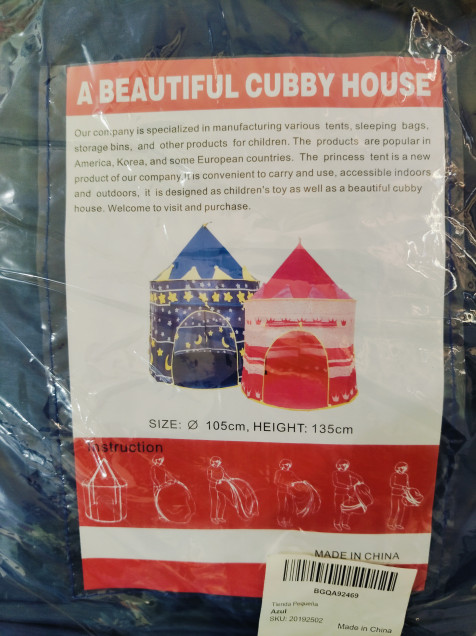 A BEAUTIFUL CUBBY HOUSE
Our company is specialized in manufacturing various tents, sleeping bags,
storage bins, and other products for children. The products are popular in
America, Korea, and some European countries. The princess tent is a new
product of our company.It is convenient to carry and use, accessible indoors
and outdoors, it is designed as children's toy as well as a beautiful cubby
house. Welcome to visit and purchase.
SIZE: Ø 105cm, HEIGHT: 135cm
Instruction
MADE IN CHINA
BGQA92469
Tienda Pequeña
Azul
SKU: 20192502
Made in China